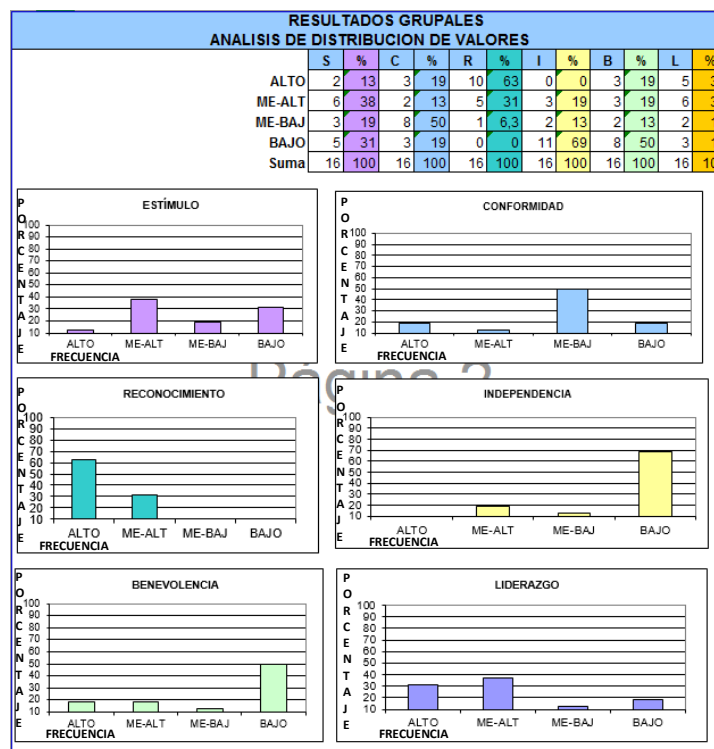 RESULTADOS GRUPALES
ANALISIS DE DISTRIBUCION DE VALORES
S % C % R % I % B % L %
ALTO 2 13 3 19 10 63 0 0 3 19 5 3
ME-ALT 6 38 2 13 5 31 3 19 3 19 6 3
ME-BAJ 3 19 8 50 1 6,3 2 13 2 13 2 1
BAJO 5 31 3 19 0 0 11 69 8 50 3 1
Suma 16 100 16 100 16 100 16 100 16 100 16 10
ESTÍMULO
PORCENTAJE
100
90
80
70
60
50
40
30
20
10
ALTO ME-ALT ME-BAJ BAJO
FRECUENCIA
CONFORMIDAD
PORCENTAJE
100
90
80
70
60
50
40
30
20
10
ALTO ME-ALT ME-BAJ BAJO
FRECUENCIA
Página 2
RECONOCIMIENTO
PORCENTAJE
100
90
80
70
60
50
40
30
20
10
ALTO ME-ALT ME-BAJ BAJO
FRECUENCIA
INDEPENDENCIA
PORCENTAJE
100
90
80
70
60
50
40
30
20
10
ALTO ME-ALT ME-BAJ BAJO
FRECUENCIA
BENEVOLENCIA
PORCENTAJE
100
90
80
70
60
50
40
30
20
10
ALTO ME-ALT ME-BAJ BAJO
FRECUENCIA
LIDERAZGO
PORCENTAJE
100
90
80
70
60
50
40
30
20
10
ALTO ME-ALT ME-BAJ BAJO
FRECUENCIA